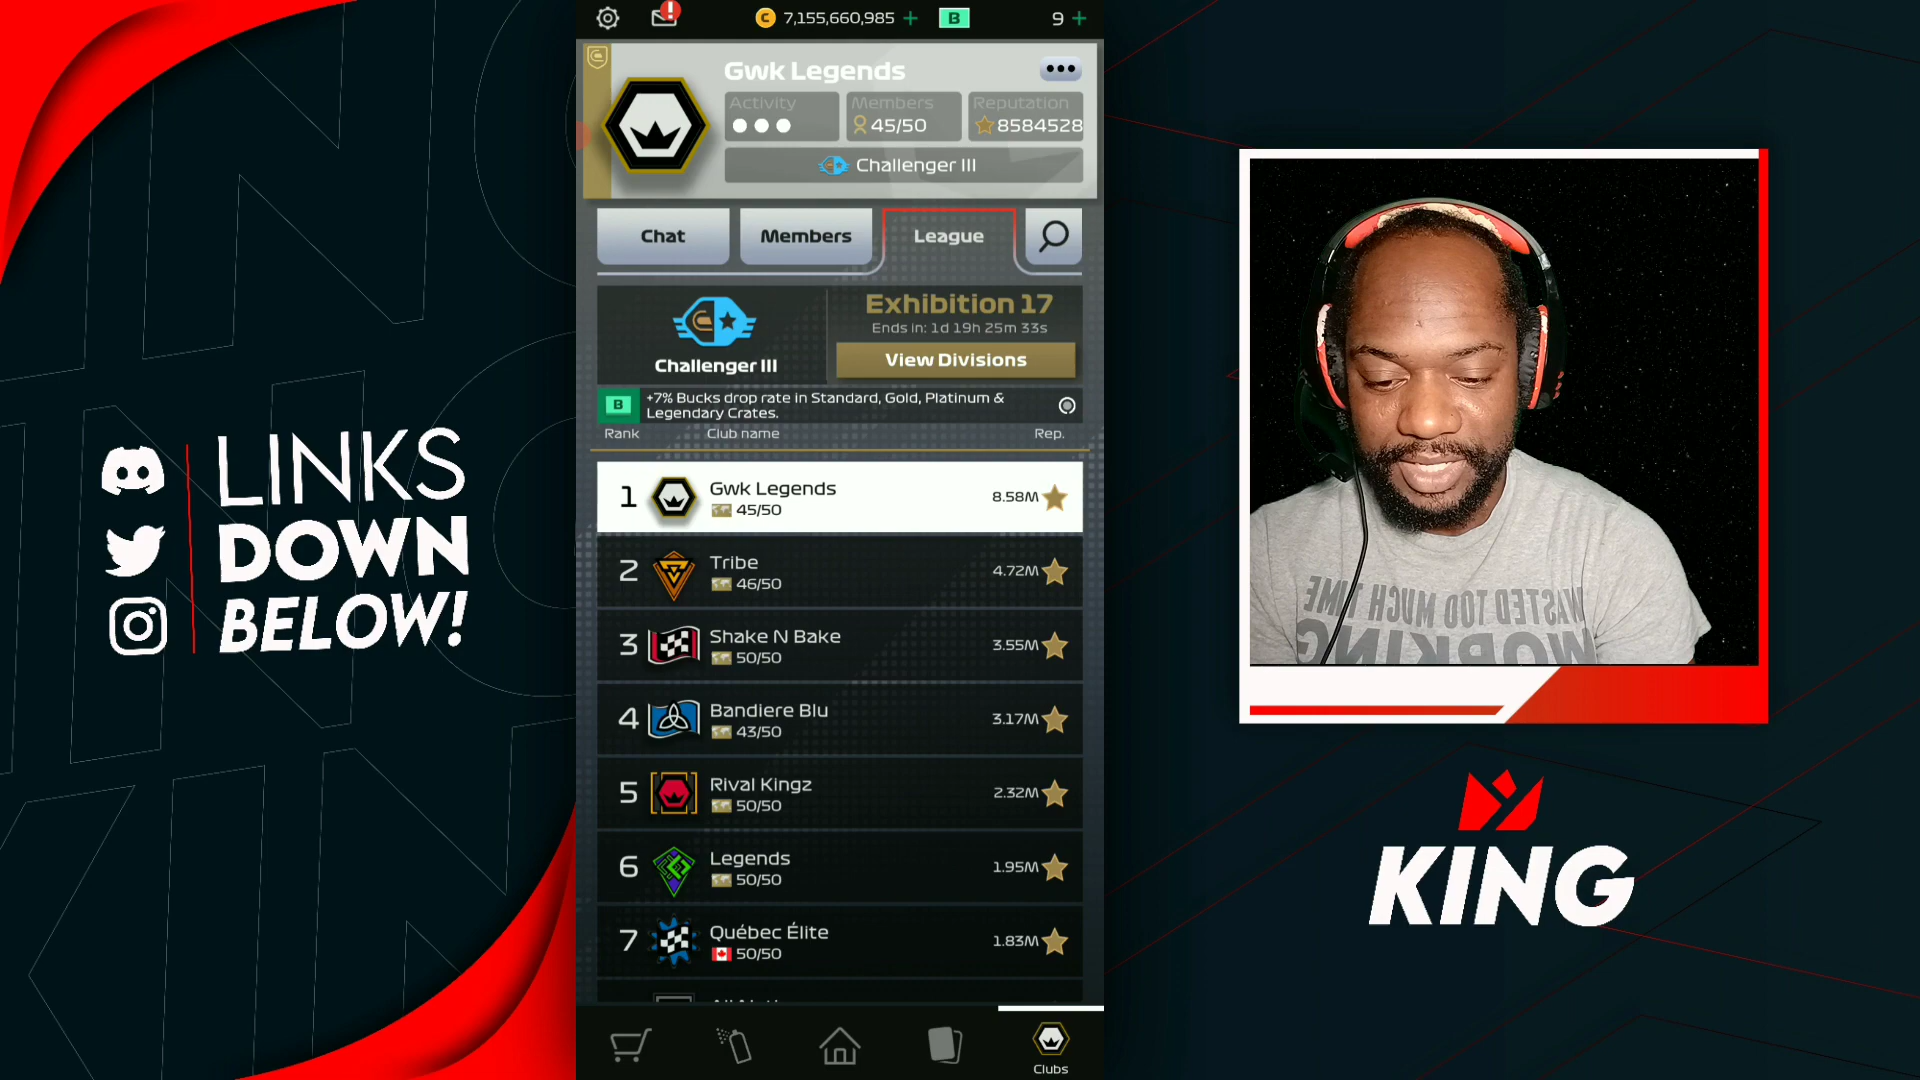 7,155,660,985
B
9
Gwk Legends
Activity
Members
Reputation
45/50
8584528
Challenger III
Chat
Members
League
Exhibition 17
Ends in: 1d 19h 25m 33s
View Divisions
Challenger III
B
+7% Bucks drop rate in Standard, Gold, Platinum &
Legendary Crates.
Rank
Club name
Rep.
1
Gwk Legends
45/50
8.58M
2
Tribe
46/50
4.72M
3
Shake N Bake
50/50
3.55M
4
Bandiere Blu
43/50
3.17M
5
Rival Kingz
50/50
2.32M
6
Legends
50/50
1.95M
7
Québec Élite
50/50
1.83M
Clubs
LINKS
DOWN
BELOW!
WASTED TOO MUCH TIME
WORKING
KING